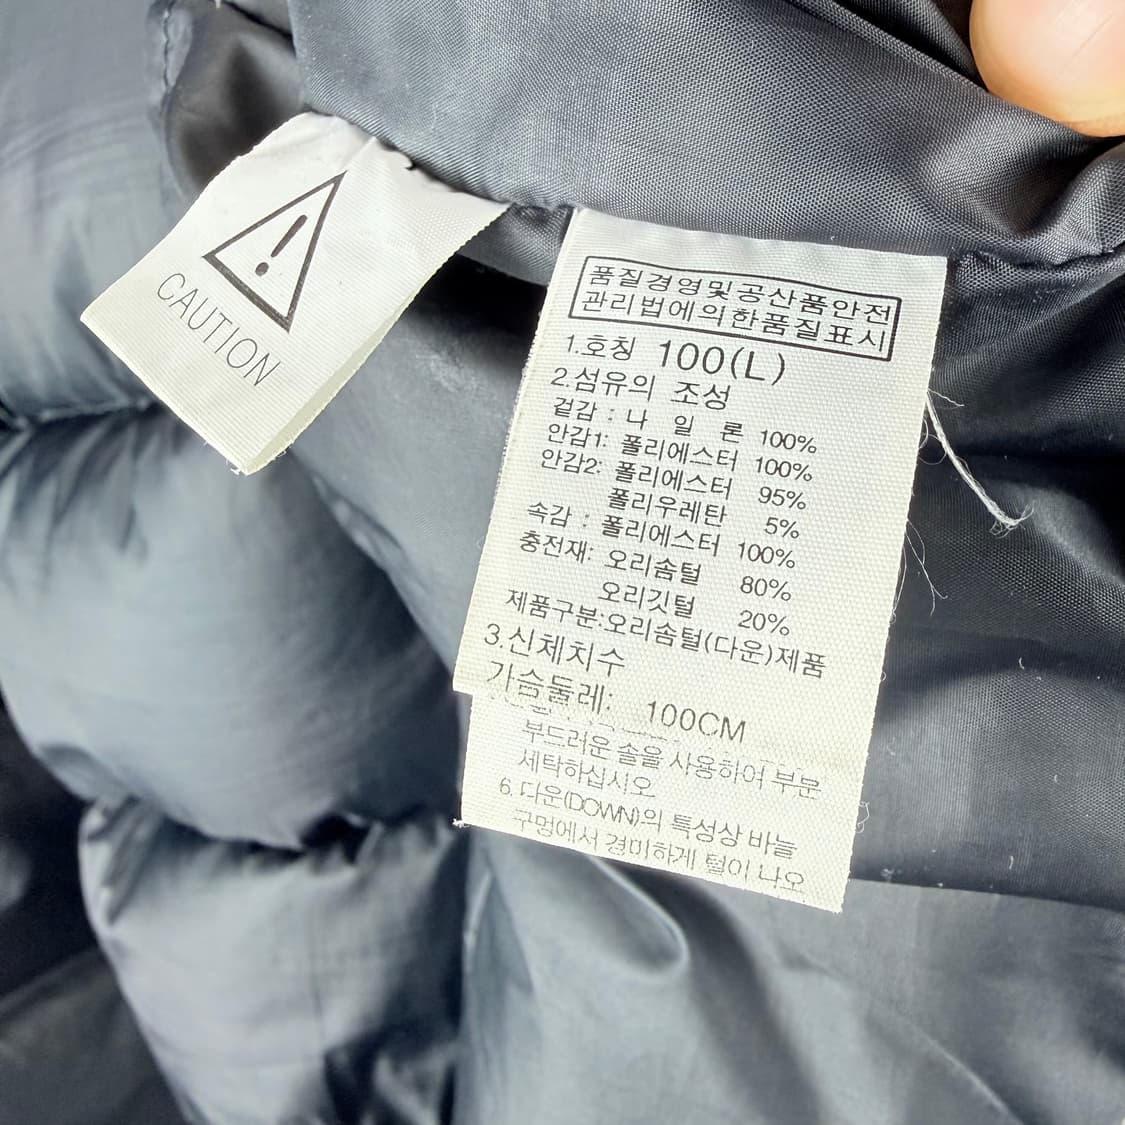 CAUTION
품질경영및공산품안전
관리법에의한품질표시
1.호칭 100(L)
2.섬유의 조성
겉감 : 나 일 론 100%
안감1: 폴리에스터 100%
안감2: 폴리에스터 95%
폴리우레탄 5%
속감 : 폴리에스터 100%
충전재: 오리솜털 80%
오리깃털 20%
제품구분:오리솜털(다운)제품
3.신체치수
가슴둘레: 100CM
부드러운 솔을 사용하여 부분
세탁하십시오
6.다운(DOWN)의 특성상 바늘
구멍에서 경미하게 털이 나오